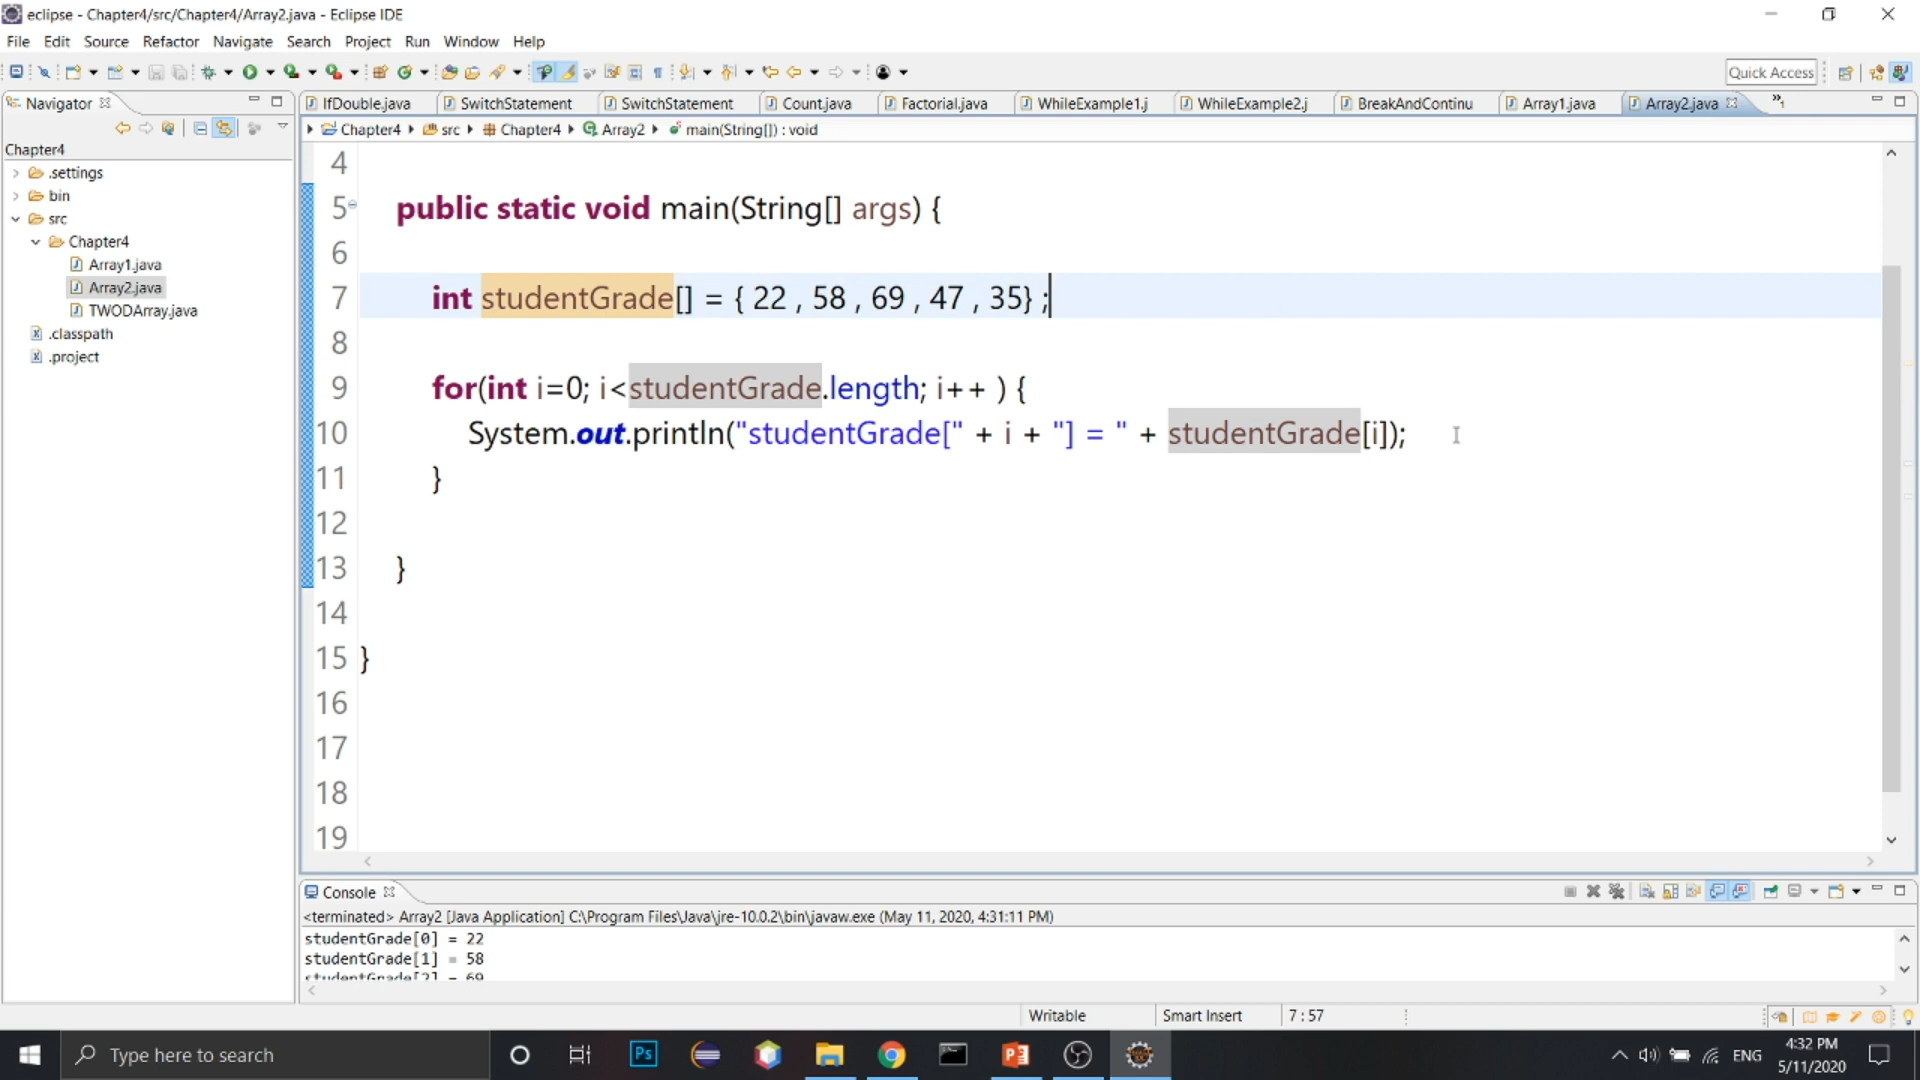 eclipse - Chapter4/src/Chapter4/Array2.java - Eclipse IDE
File Edit Source Refactor Navigate Search Project Run Window Help
Quick Access
Navigator
IfDouble.java SwitchStatement SwitchStatement Count.java Factorial.java WhileExample1.j WhileExample2.j BreakAndContinu Array1.java Array2.java »1
Chapter4 src Chapter4 Array2 main(String[]) : void
Chapter4
.settings
bin
src
Chapter4
Array1.java
Array2.java
TWODArray.java
.classpath
.project
4
5 public static void main(String[] args) {
6
7 int studentGrade[] = { 22 , 58 , 69 , 47 , 35} ;
8
9 for(int i=0; i<studentGrade.length; i++ ) {
10 System.out.println("studentGrade[" + i + "] = " + studentGrade[i]);
11 }
12
13 }
14
15 }
16
17
18
19
Console
<terminated> Array2 [Java Application] C:\Program Files\Java\jre-10.0.2\bin\javaw.exe (May 11, 2020, 4:31:11 PM)
studentGrade[0] = 22
studentGrade[1] = 58
studentGrade[2] = 69
Writable Smart Insert 7 : 57
Type here to search
Ps
ENG
4:32 PM
5/11/2020